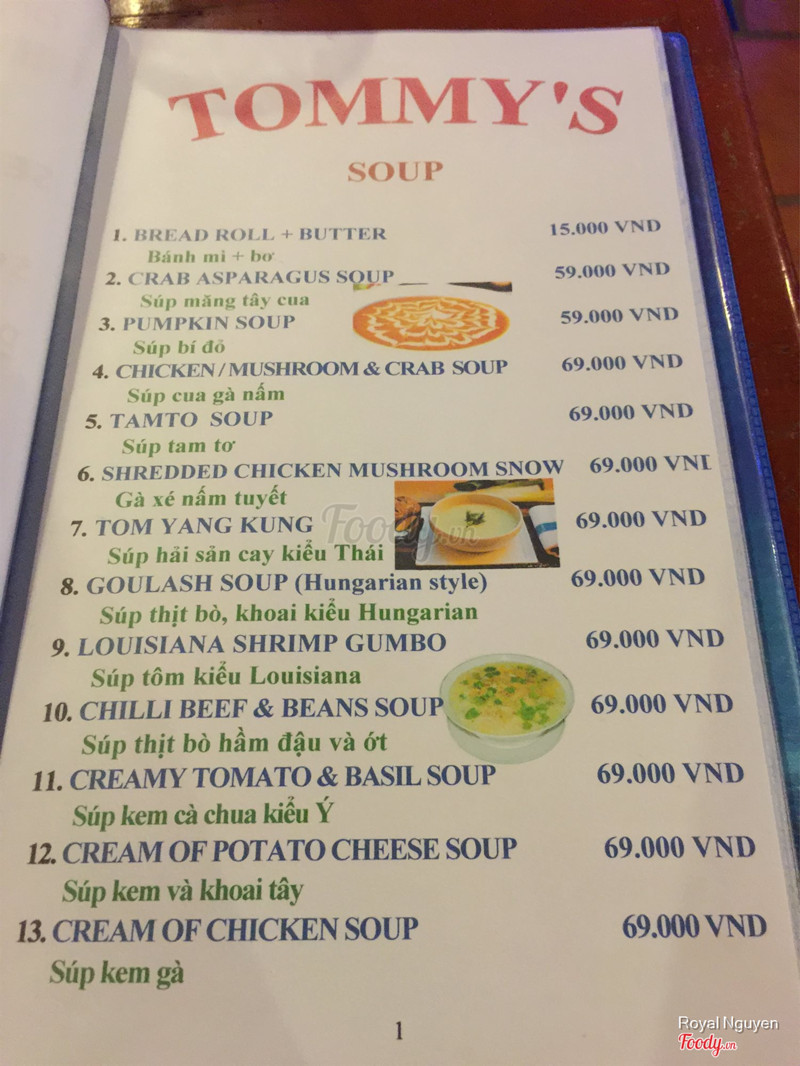 TOMMY'S
SOUP
1. BREAD ROLL + BUTTER 15.000 VND
Bánh mì + bơ
2. CRAB ASPARAGUS SOUP 59.000 VND
Súp măng tây cua
3. PUMPKIN SOUP 59.000 VND
Súp bí đỏ
4. CHICKEN / MUSHROOM & CRAB SOUP 69.000 VND
Súp cua gà nấm
5. TAMTO SOUP 69.000 VND
Súp tam tơ
6. SHREDDED CHICKEN MUSHROOM SNOW 69.000 VND
Gà xé nấm tuyết
7. TOM YANG KUNG 69.000 VND
Súp hải sản cay kiểu Thái
8. GOULASH SOUP (Hungarian style) 69.000 VND
Súp thịt bò, khoai kiểu Hungarian
9. LOUISIANA SHRIMP GUMBO 69.000 VND
Súp tôm kiểu Louisiana
10. CHILLI BEEF & BEANS SOUP 69.000 VND
Súp thịt bò hầm đậu và ớt
11. CREAMY TOMATO & BASIL SOUP 69.000 VND
Súp kem cà chua kiểu Ý
12. CREAM OF POTATO CHEESE SOUP 69.000 VND
Súp kem và khoai tây
13. CREAM OF CHICKEN SOUP 69.000 VND
Súp kem gà
1
Foody.vn
Royal Nguyen
Foody.vn